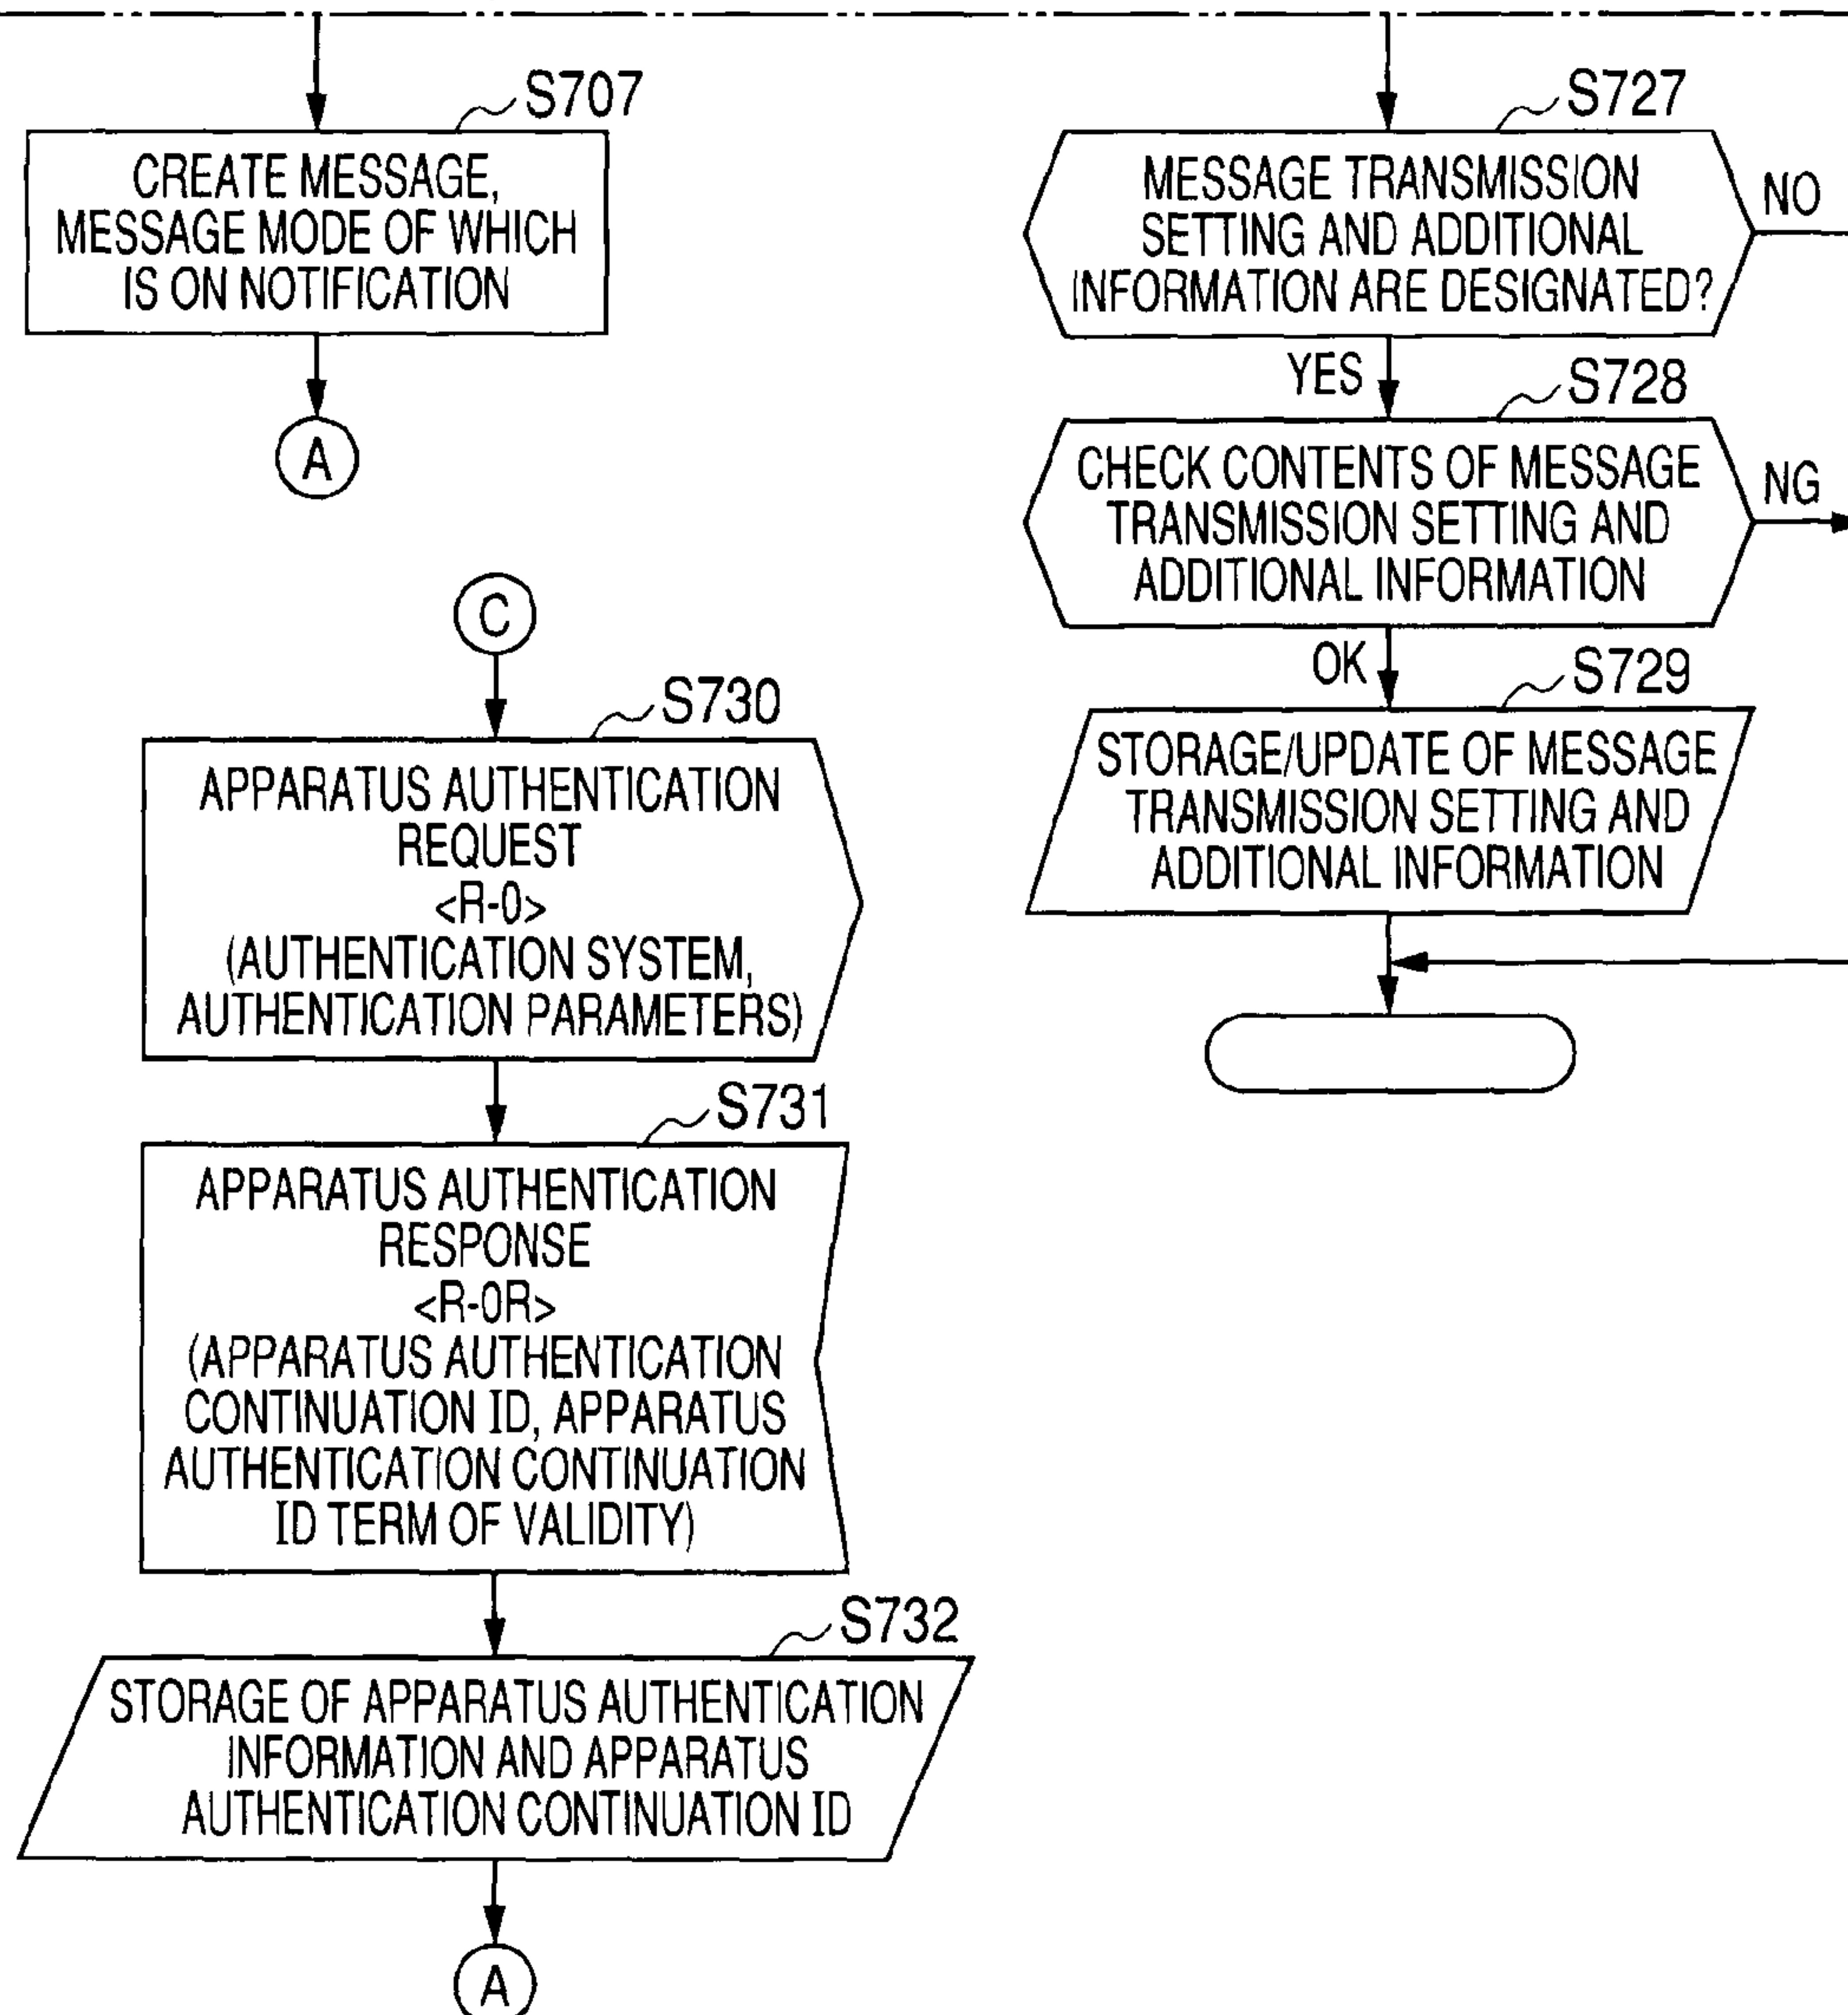 S707
CREATE MESSAGE,
MESSAGE MODE OF WHICH
IS ON NOTIFICATION
A
C
S730
APPARATUS AUTHENTICATION
REQUEST
<R-0>
(AUTHENTICATION SYSTEM,
AUTHENTICATION PARAMETERS)
S731
APPARATUS AUTHENTICATION
RESPONSE
<R-0R>
(APPARATUS AUTHENTICATION
CONTINUATION ID, APPARATUS
AUTHENTICATION CONTINUATION
ID TERM OF VALIDITY)
S732
STORAGE OF APPARATUS AUTHENTICATION
INFORMATION AND APPARATUS
AUTHENTICATION CONTINUATION ID
A
S727
MESSAGE TRANSMISSION
SETTING AND ADDITIONAL
INFORMATION ARE DESIGNATED?
NO
YES
S728
CHECK CONTENTS OF MESSAGE
TRANSMISSION SETTING AND
ADDITIONAL INFORMATION
NG
OK
S729
STORAGE/UPDATE OF MESSAGE
TRANSMISSION SETTING AND
ADDITIONAL INFORMATION